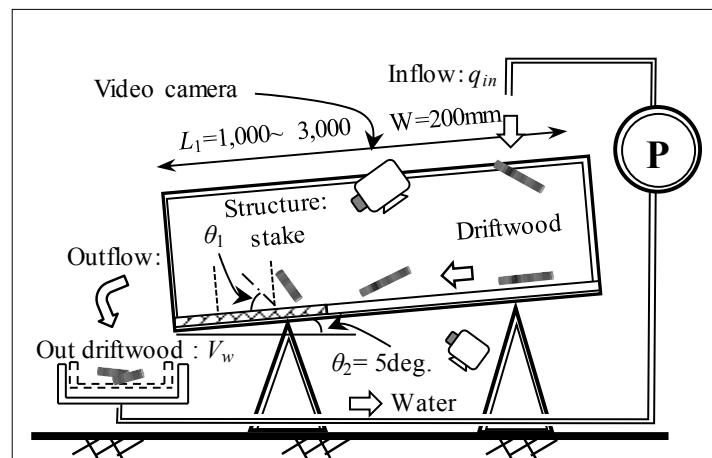 Inflow: q_in
Video camera
L₁=1,000~ 3,000
W=200mm
P
Structure:
stake
θ₁
Driftwood
Outflow:
Out driftwood : V_w
θ₂= 5deg.
Water